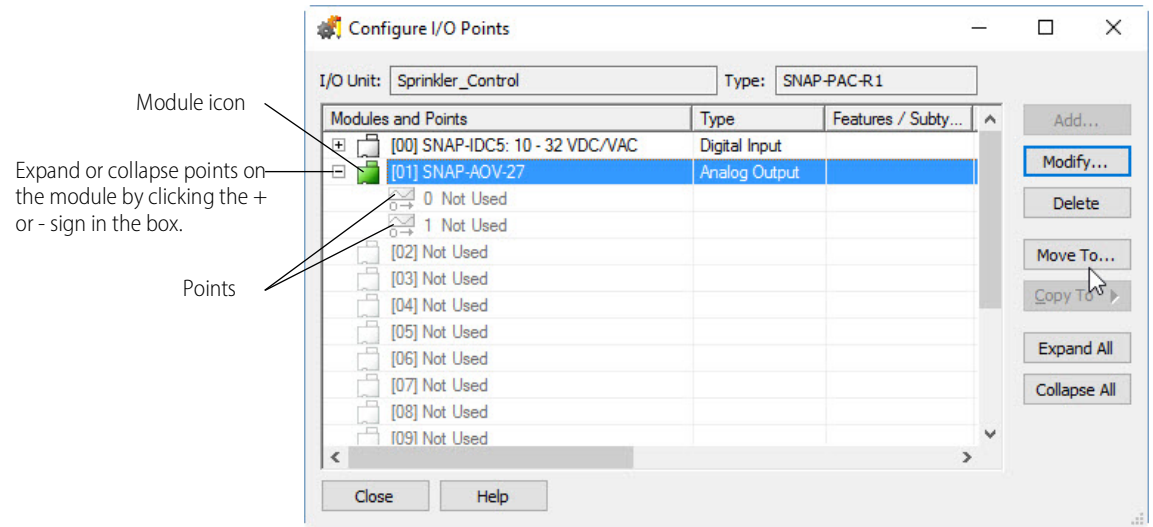 Configure I/O Points
I/O Unit: Sprinkler_Control Type: SNAP-PAC-R1
Module icon
Modules and Points Type Features / Subty... Add...
[00] SNAP-IDC5: 10 - 32 VDC/VAC Digital Input
Expand or collapse points on
the module by clicking the +
or - sign in the box.
[01] SNAP-AOV-27 Analog Output Modify...
0 Not Used Delete
1 Not Used
[02] Not Used Move To...
[03] Not Used
Points
[04] Not Used Copy To
[05] Not Used
[06] Not Used Expand All
[07] Not Used Collapse All
[08] Not Used
[09] Not Used
Close Help